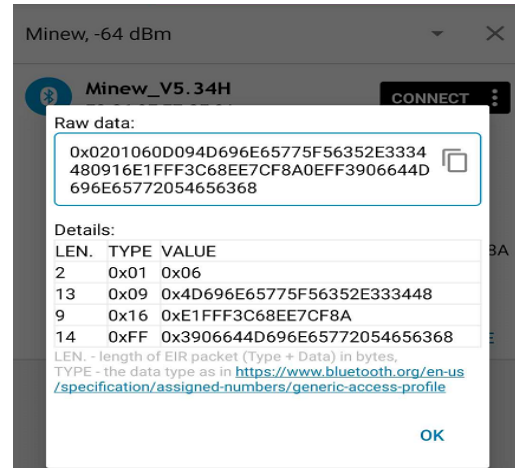 Minew, -64 dBm
Minew_V5.34H
CONNECT
Raw data:
0x0201060D094D696E65775F56352E3334
480916E1FFF3C68EE7CF8A0EFF3906644D
696E65772054656368
8A
Details:
LEN. TYPE VALUE
2 0x01 0x06
13 0x09 0x4D696E65775F56352E333448
9 0x16 0xE1FFF3C68EE7CF8A
14 0xFF 0x3906644D696E65772054656368
LEN. - length of EIR packet (Type + Data) in bytes,
TYPE - the data type as in https://www.bluetooth.org/en-us
/specification/assigned-numbers/generic-access-profile
OK